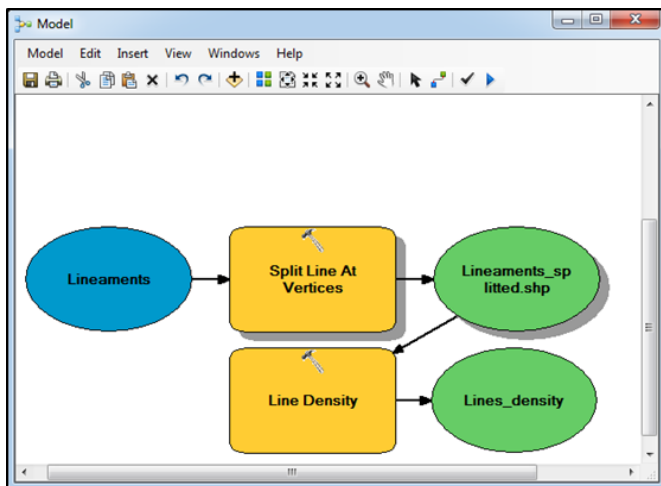 Model
Model Edit Insert View Windows Help
Lineaments
Split Line At
Vertices
Lineaments_sp
litted.shp
Line Density
Lines_density